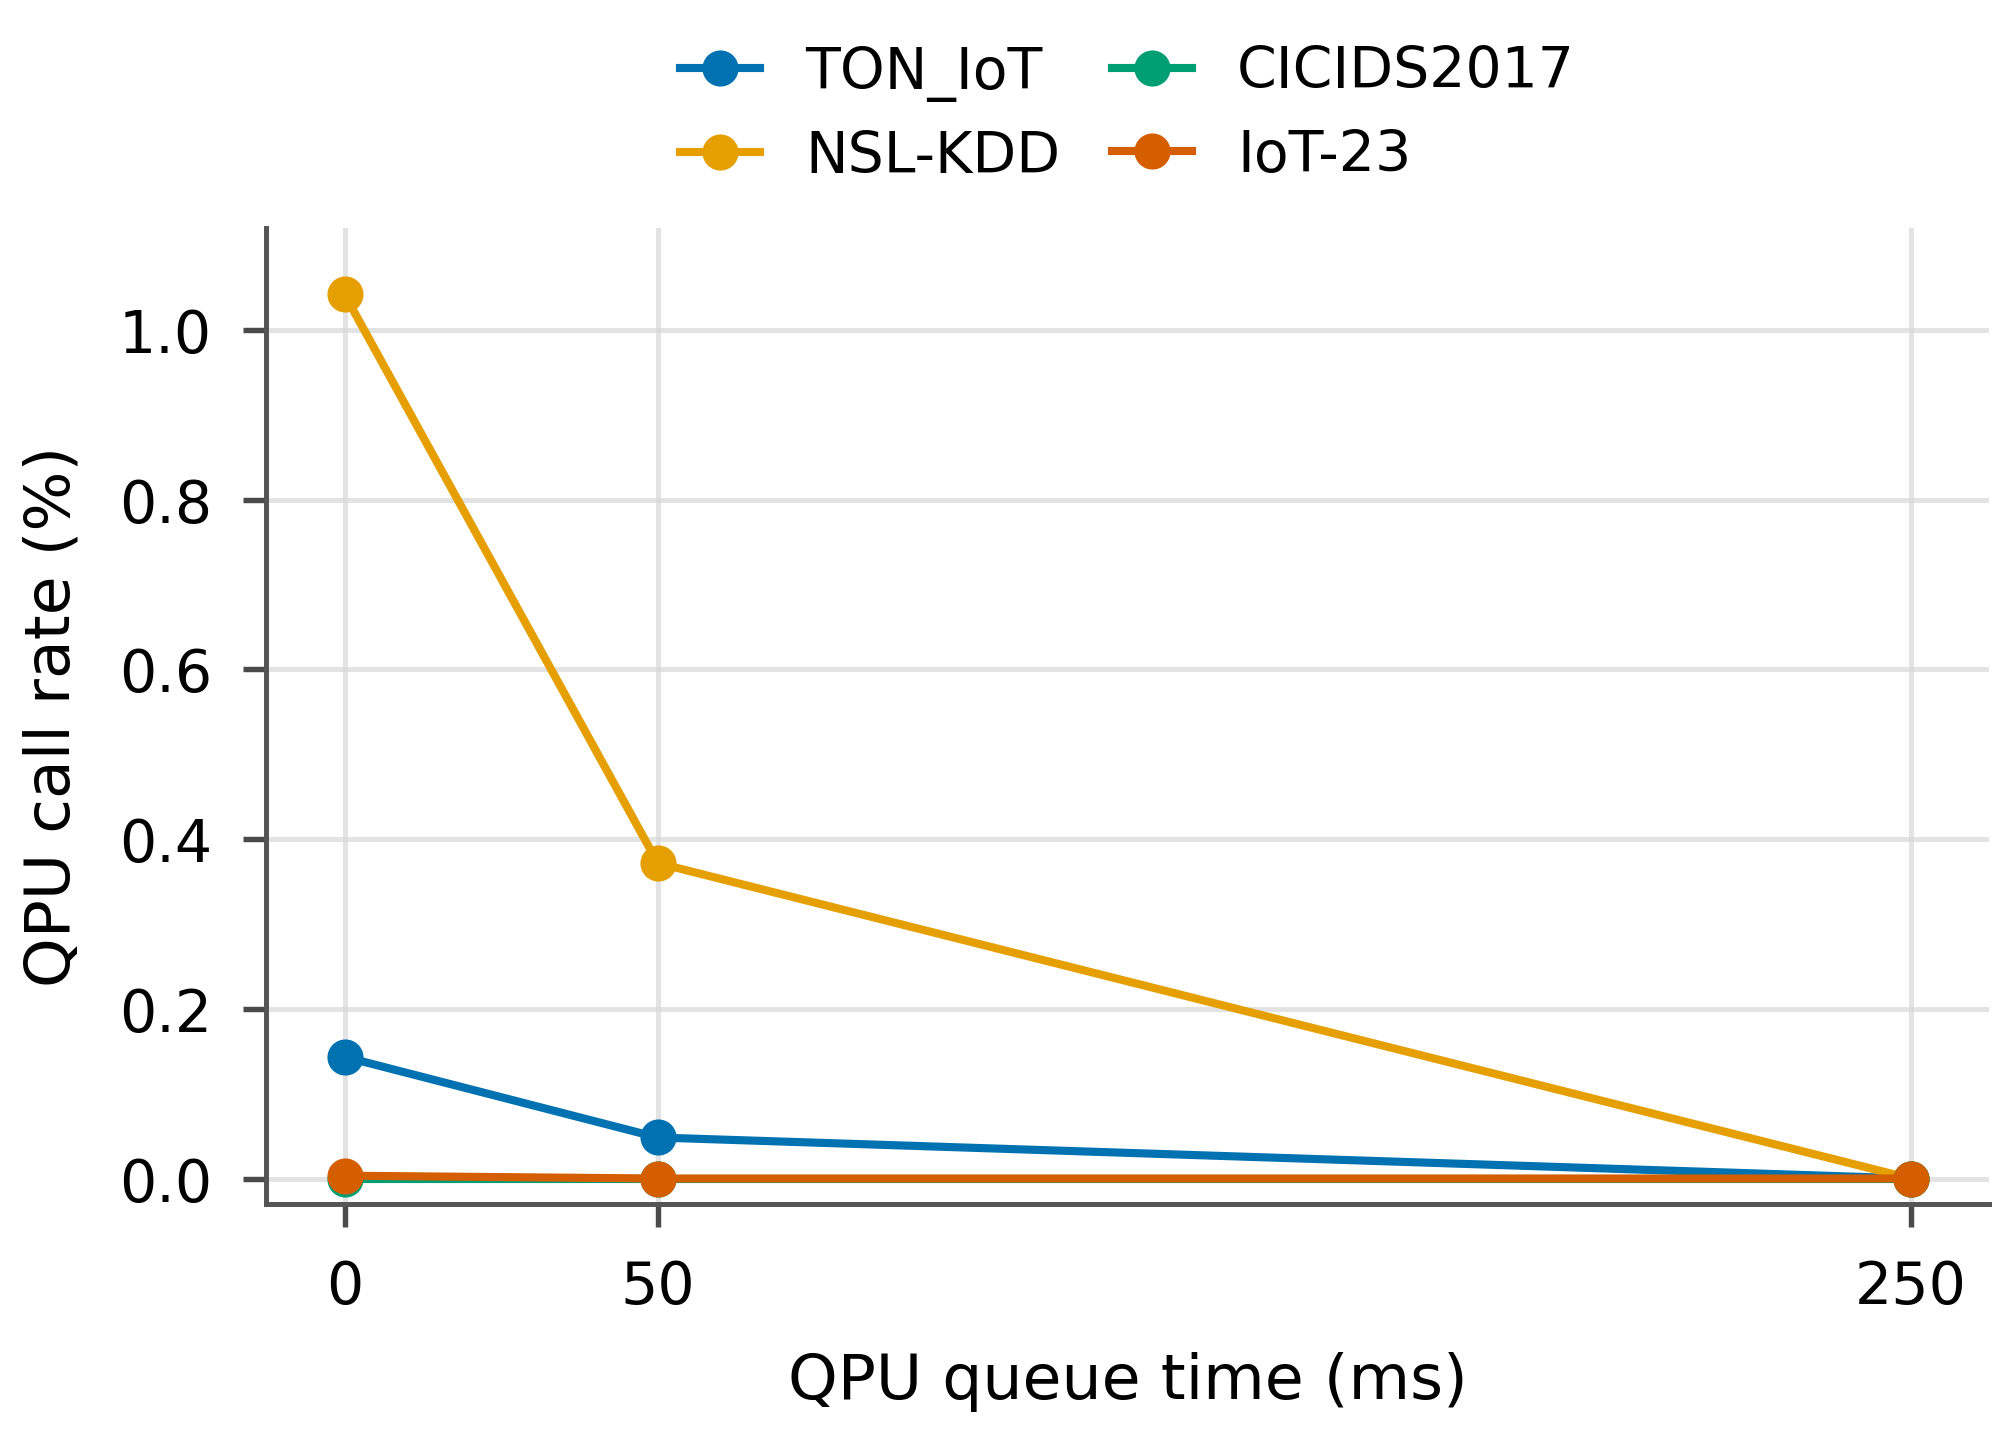 TON_IoT CICIDS2017
NSL-KDD IoT-23
QPU call rate (%)
1.0
0.8
0.6
0.4
0.2
0.0
0 50 250
QPU queue time (ms)